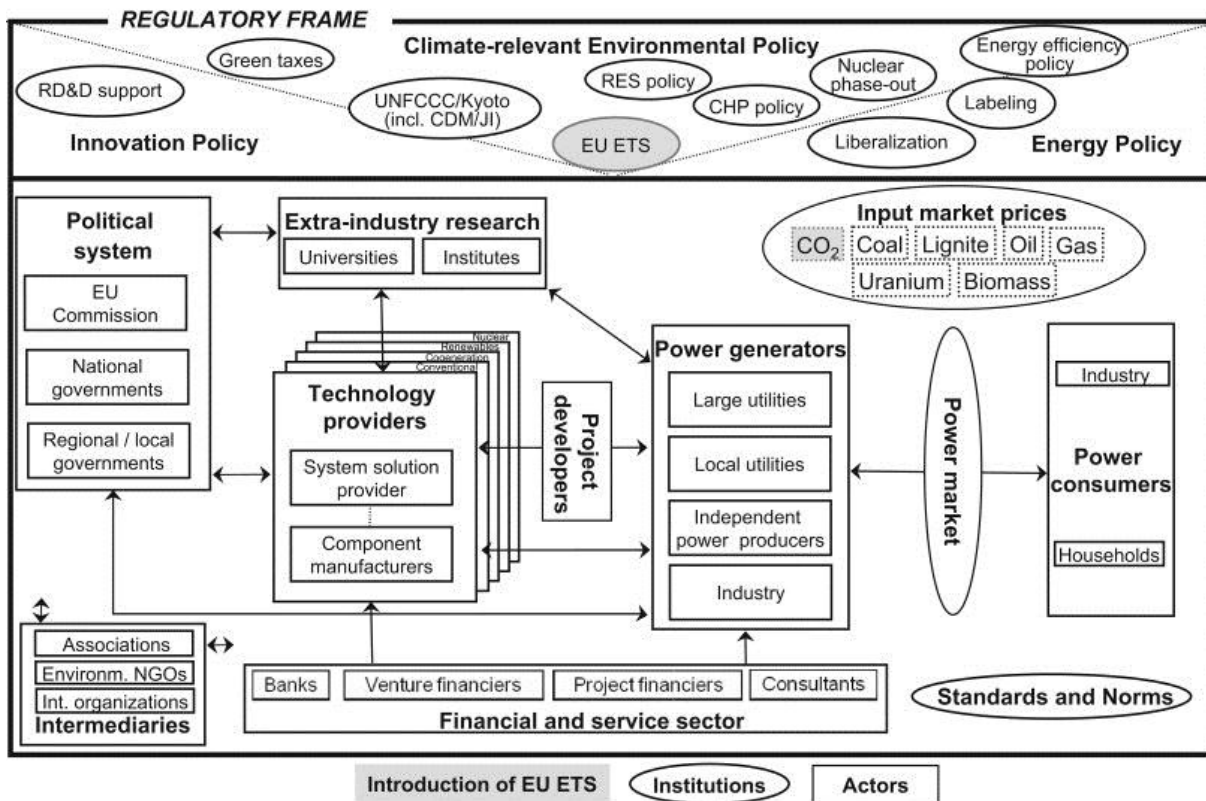 REGULATORY FRAME
Climate-relevant Environmental Policy
Green taxes
RD&D support
UNFCCC/Kyoto
(incl. CDM/JI)
RES policy
CHP policy
Nuclear
phase-out
Energy efficiency
policy
Labeling
Liberalization
EU ETS
Innovation Policy
Energy Policy
Political
system
EU
Commission
National
governments
Regional / local
governments
Extra-industry research
Universities
Institutes
Input market prices
CO₂
Coal
Lignite
Oil
Gas
Uranium
Biomass
Nuclear
Renewables
Cogeneration
Conventional
Technology
providers
System solution
provider
Component
manufacturers
Project
developers
Power generators
Large utilities
Local utilities
Independent
power producers
Industry
Power market
Industry
Power
consumers
Households
Associations
Environm. NGOs
Int. organizations
Intermediaries
Banks
Venture financiers
Project financiers
Consultants
Financial and service sector
Standards and Norms
Introduction of EU ETS
Institutions
Actors